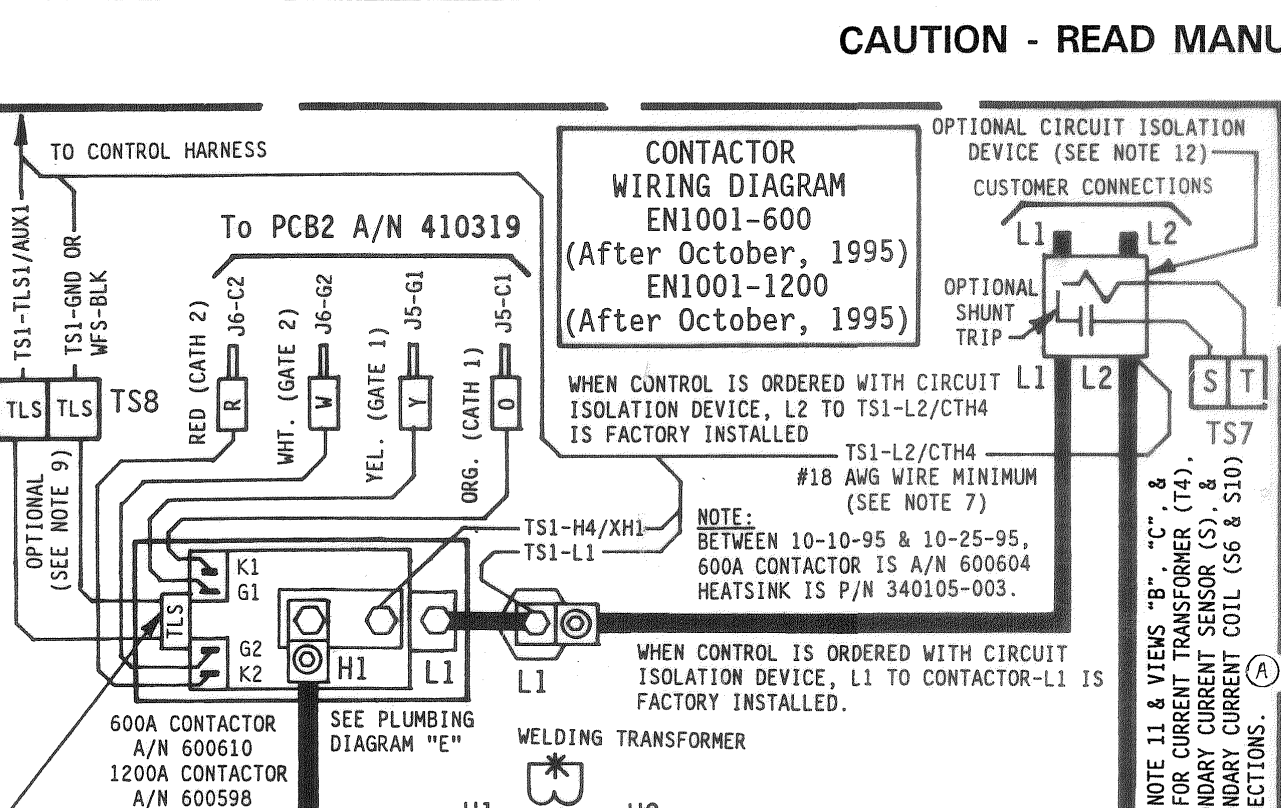 CAUTION - READ
TO CONTROL HARNESS
To PCB2 A/N 410319
CONTACTOR
WIRING DIAGRAM
EN1001-600
(After October, 1995)
EN1001-1200
(After October, 1995)
OPTIONAL CIRCUIT ISOLATION
DEVICE (SEE NOTE 12)
CUSTOMER CONNECTIONS
L1
L2
OPTIONAL
SHUNT
TRIP
L1
L2
S
T
TS7
TS1-TLS1/AUX1
TS1-GND OR
WFS-BLK
TLS
TLS
TS8
RED (CATH 2)
J6-C2
R
WHT. (GATE 2)
J6-G2
W
YEL. (GATE 1)
J5-G1
Y
ORG. (CATH 1)
J5-C1
O
WHEN CONTROL IS ORDERED WITH CIRCUIT
ISOLATION DEVICE, L2 TO TS1-L2/CTH4
IS FACTORY INSTALLED
TS1-L2/CTH4
#18 AWG WIRE MINIMUM
(SEE NOTE 7)
OPTIONAL
(SEE NOTE 9)
TS1-H4/XH1
TS1-L1
NOTE:
BETWEEN 10-10-95 & 10-25-95,
600A CONTACTOR IS A/N 600604
HEATSINK IS P/N 340105-003.
K1
G1
TLS
G2
K2
H1
L1
L1
WHEN CONTROL IS ORDERED WITH CIRCUIT
ISOLATION DEVICE, L1 TO CONTACTOR-L1 IS
FACTORY INSTALLED.
600A CONTACTOR
A/N 600610
1200A CONTACTOR
A/N 600598
SEE PLUMBING
DIAGRAM "E"
WELDING TRANSFORMER
NOTE 11 & VIEWS "B", "C", &
FOR CURRENT TRANSFORMER (T4),
NDARY CURRENT SENSOR (S), &
NDARY CURRENT COIL (S6 & S10)
ECTIONS.
A